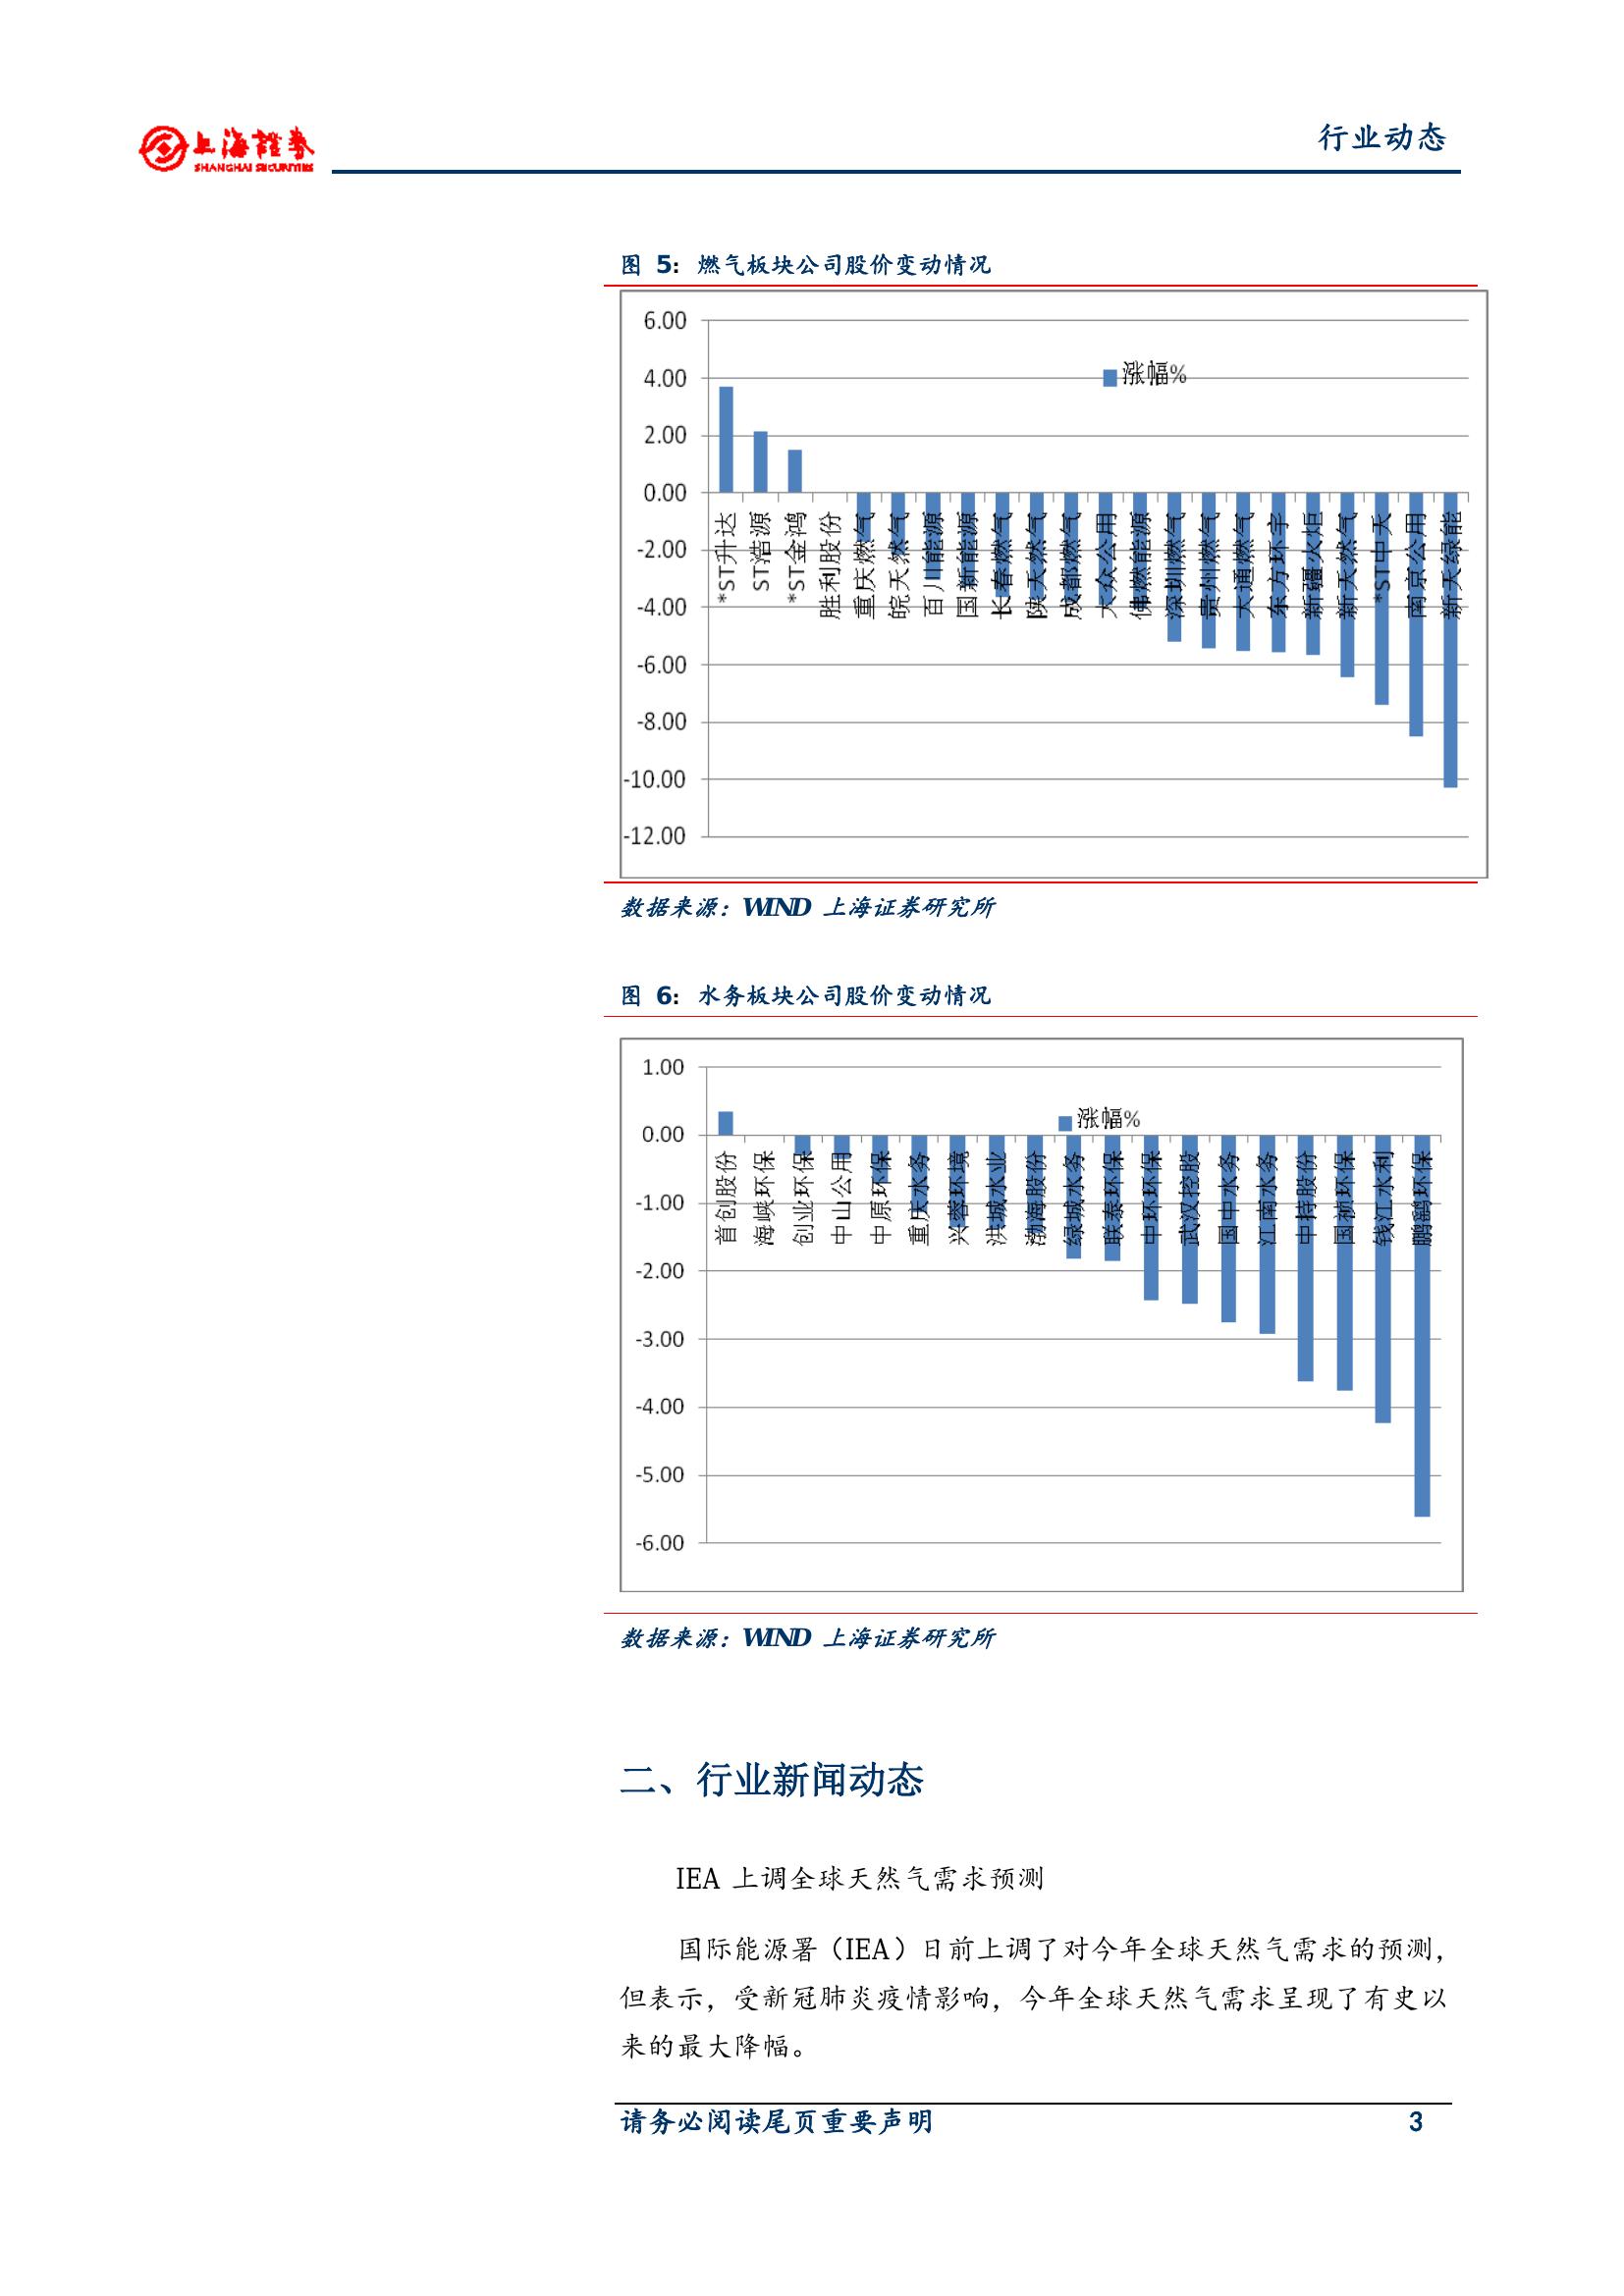 上海證券
SHANGHAI SECURITIES
行业动态
图 5: 燃气板块公司股价变动情况
6.00
4.00
2.00
0.00
-2.00
-4.00
-6.00
-8.00
-10.00
-12.00
涨幅%
*ST升达
ST浩源
*ST金鸿
胜利股份
重庆燃气
皖天然气
百川能源
国新能源
长春燃气
陕天然气
成都燃气
大众公用
佛燃能源
深圳燃气
贵州燃气
大通燃气
东方环宇
新疆火炬
新天然气
*ST中天
南京公用
新天绿能
数据来源：WIND 上海证券研究所
图 6: 水务板块公司股价变动情况
1.00
0.00
-1.00
-2.00
-3.00
-4.00
-5.00
-6.00
涨幅%
首创股份
海峡环保
创业环保
中山公用
中原环保
重庆水务
兴蓉环境
洪城水业
渤海股份
绿城水务
联泰环保
中环环保
武汉控股
国中水务
江南水务
中持股份
国祯环保
钱江水利
鹏鹞环保
数据来源：WIND 上海证券研究所
二、行业新闻动态
IEA 上调全球天然气需求预测
国际能源署（IEA）日前上调了对今年全球天然气需求的预测，
但表示，受新冠肺炎疫情影响，今年全球天然气需求呈现了有史以
来的最大降幅。
请务必阅读尾页重要声明
3